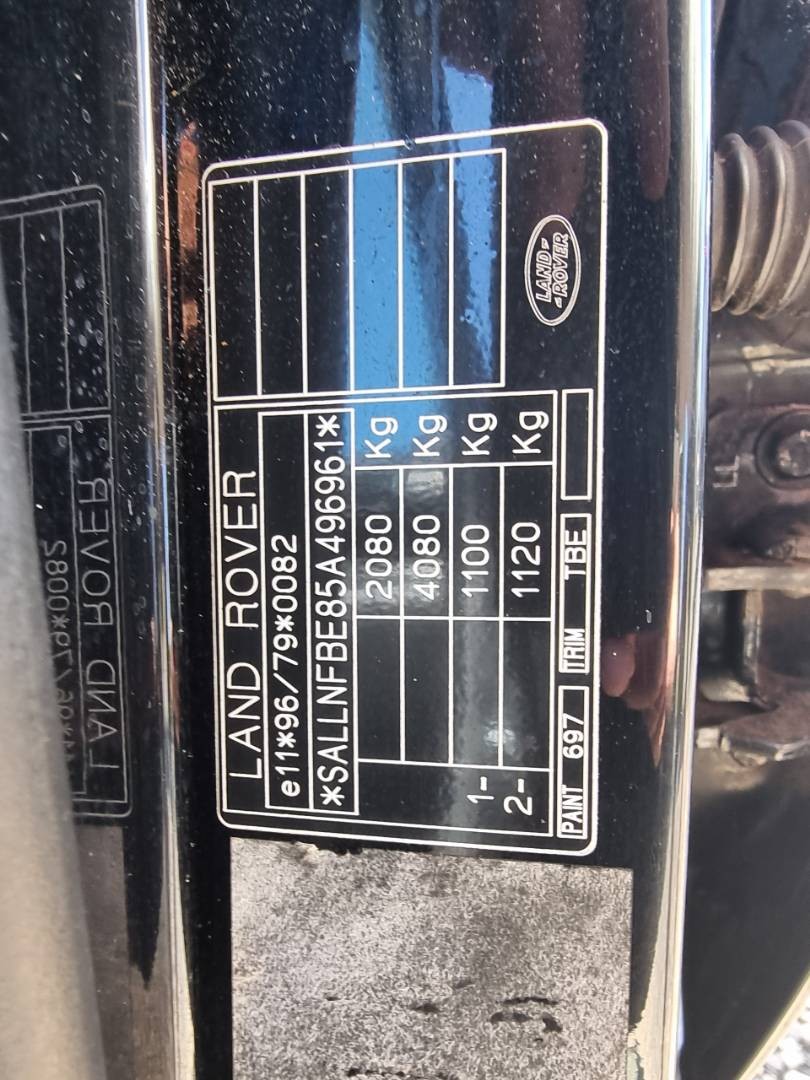 LAND ROVER
e11*96/79*0082
*SALLNFBE85A496961*
2080 Kg
4080 Kg
1- 1100 Kg
2- 1120 Kg
PAINT 697 TRIM TBE
LAND
ROVER
LL